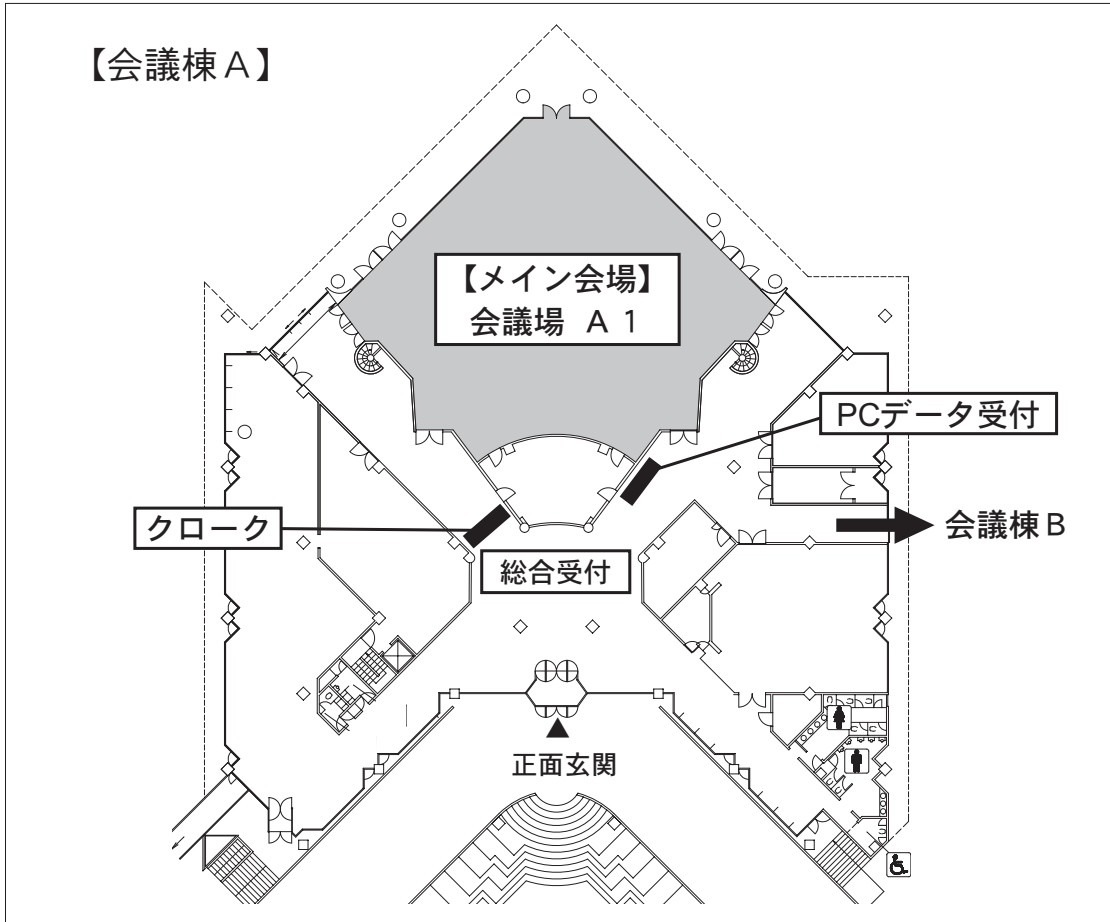 【会議棟A】
【メイン会場】
会議場 A1
PCデータ受付
クローク
会議棟B
総合受付
正面玄関